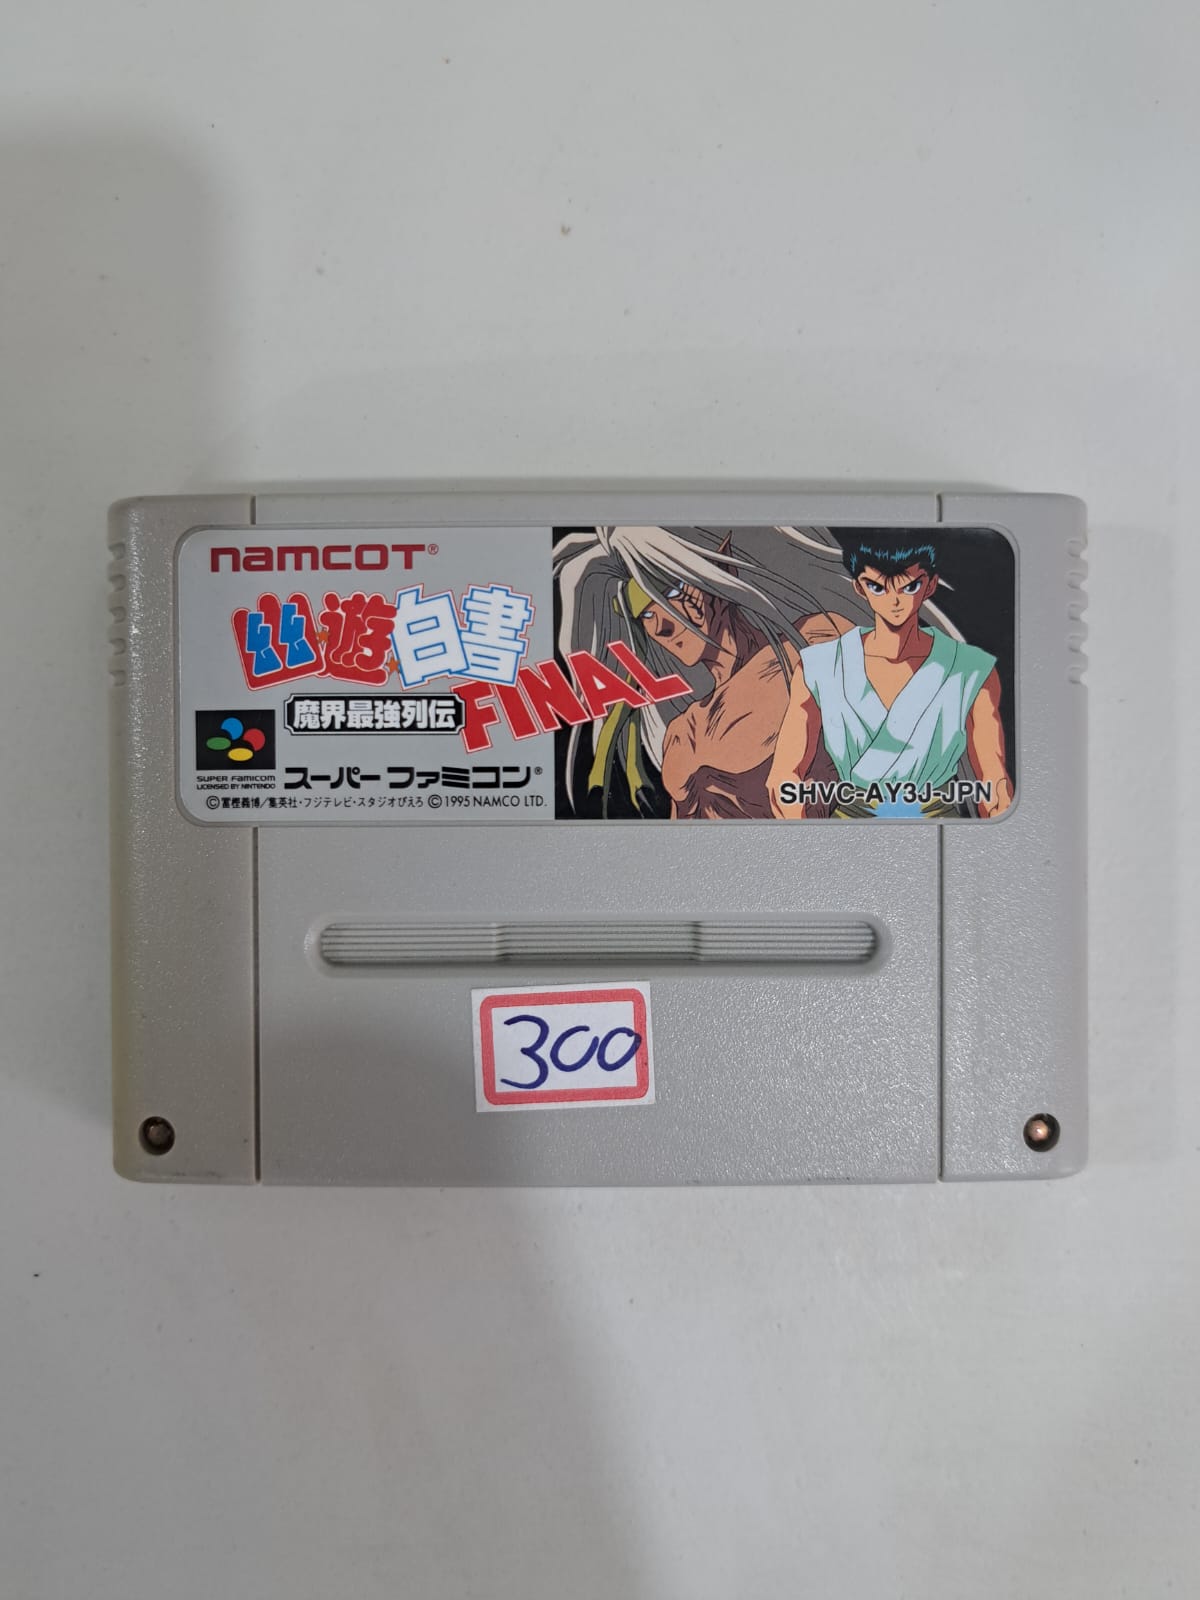 namcot®
幽・遊・白書
FINAL
魔界最強列伝
SUPER FAMICOM
LICENSED BY NINTENDO
スーパーファミコン®
©冨樫義博/集英社・フジテレビ・スタジオぴえろ ©1995 NAMCO LTD.
SHVC-AY3J-JPN
300